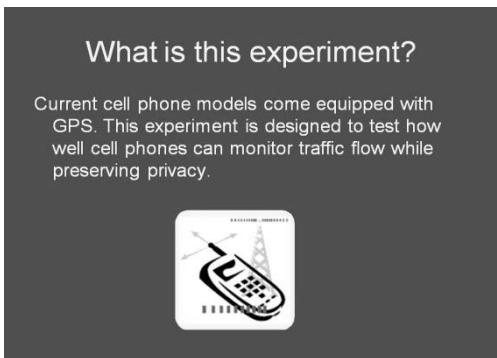 What is this experiment?
Current cell phone models come equipped with
GPS. This experiment is designed to test how
well cell phones can monitor traffic flow while
preserving privacy.